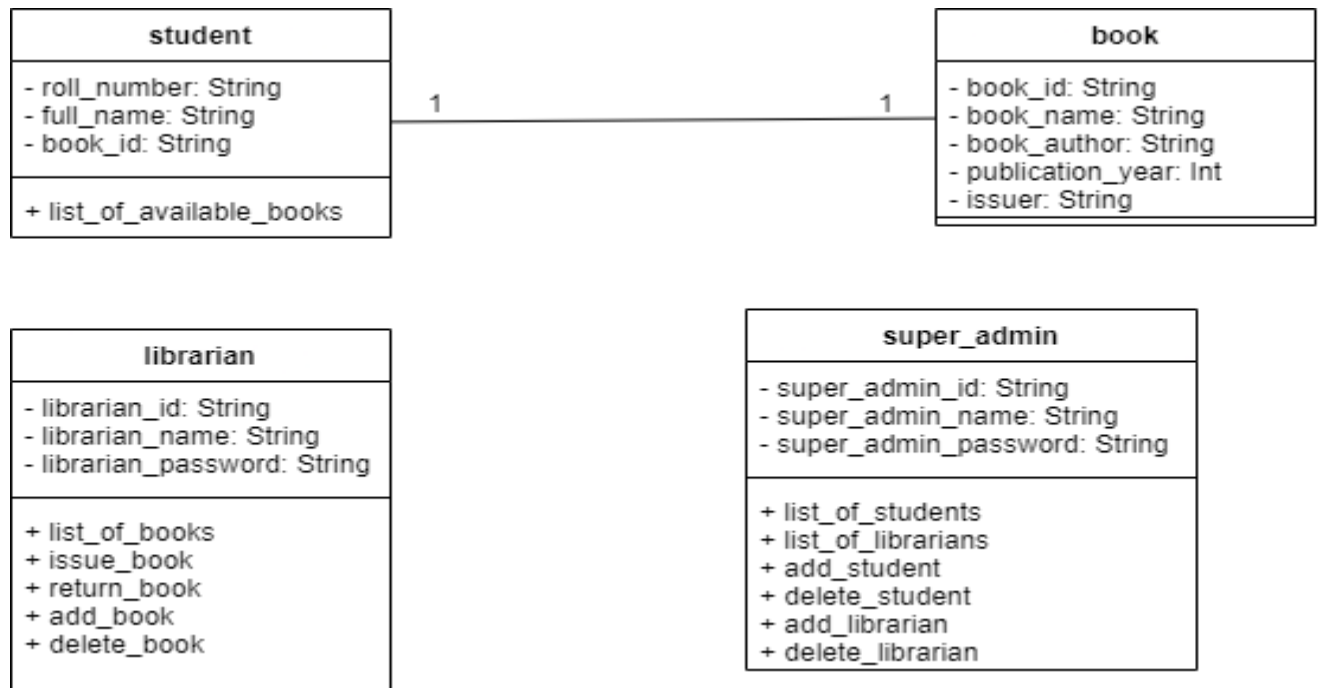 student
- roll_number: String
- full_name: String
- book_id: String
+ list_of_available_books
1
1
book
- book_id: String
- book_name: String
- book_author: String
- publication_year: Int
- issuer: String
librarian
- librarian_id: String
- librarian_name: String
- librarian_password: String
+ list_of_books
+ issue_book
+ return_book
+ add_book
+ delete_book
super_admin
- super_admin_id: String
- super_admin_name: String
- super_admin_password: String
+ list_of_students
+ list_of_librarians
+ add_student
+ delete_student
+ add_librarian
+ delete_librarian